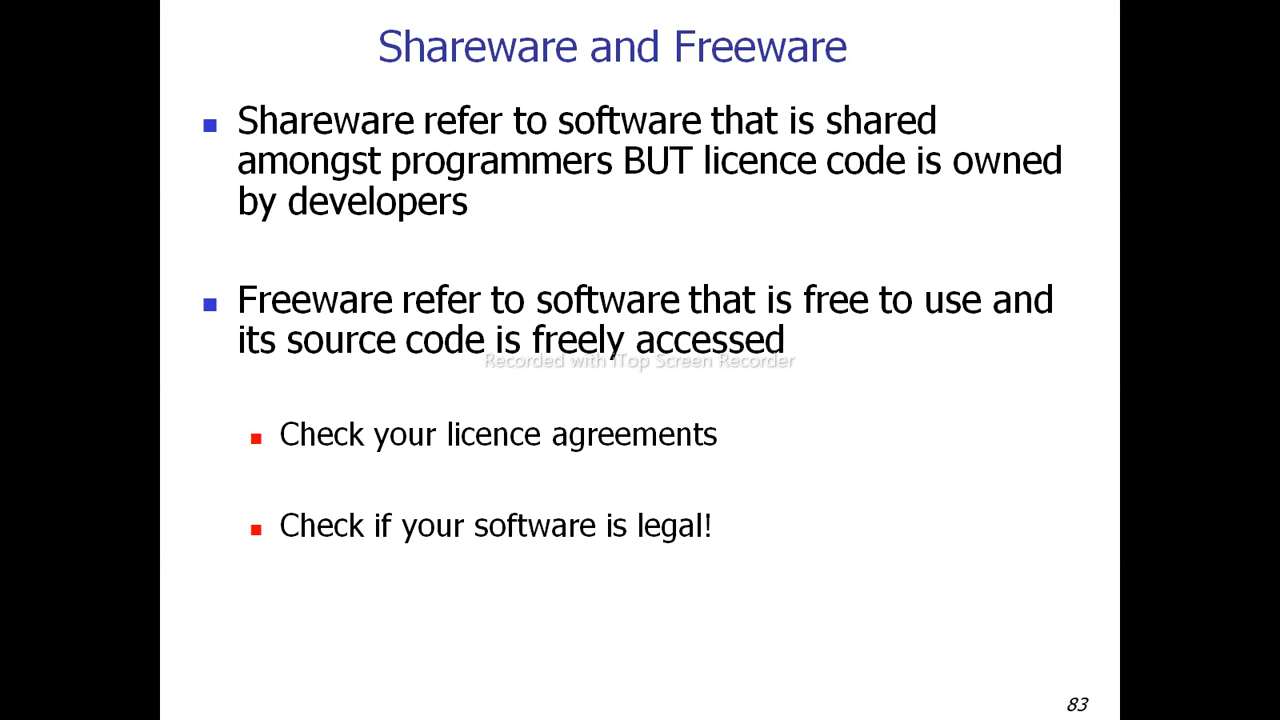 Shareware and Freeware
Shareware refer to software that is shared
amongst programmers BUT licence code is owned
by developers
Freeware refer to software that is free to use and
its source code is freely accessed
Recorded with iTop Screen Recorder
Check your licence agreements
Check if your software is legal!
83